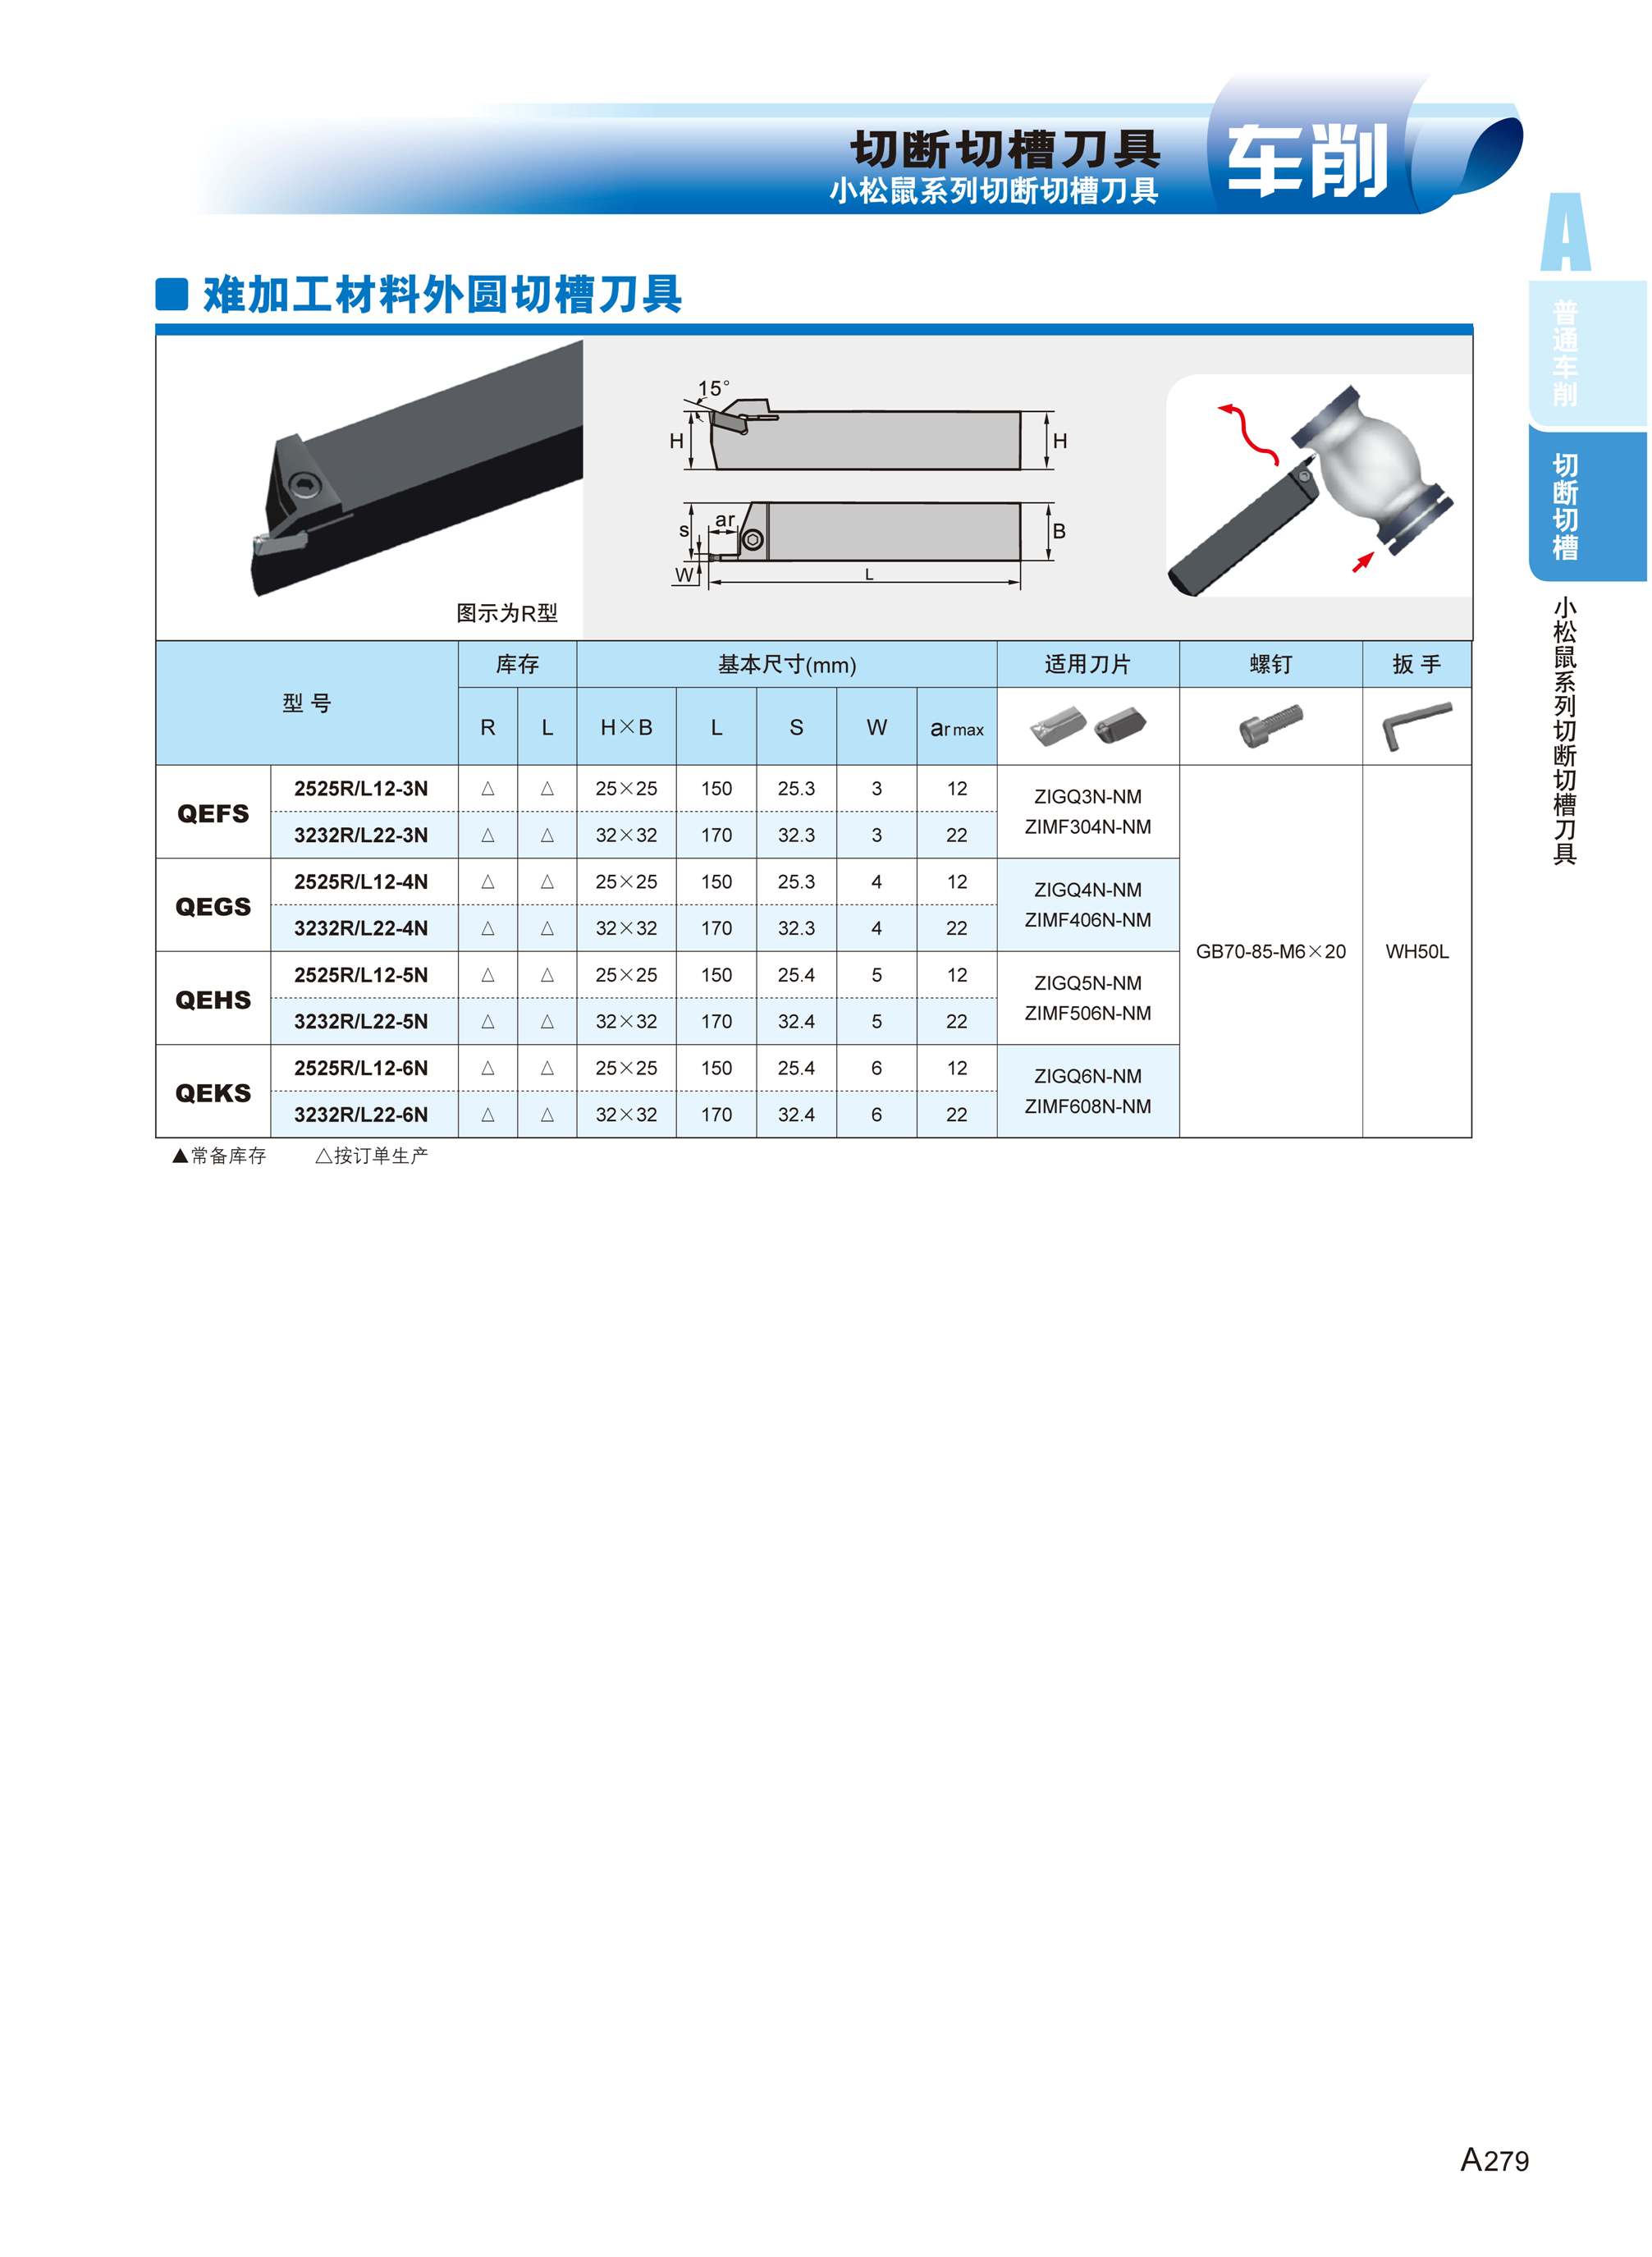 切断切槽刀具
小松鼠系列切断切槽刀具
车削
A
普通车削
切断切槽
小松鼠系列切断切槽刀具
难加工材料外圆切槽刀具
15°
H
H
s
ar
B
W
L
图示为R型
型 号
库存
基本尺寸(mm)
适用刀片
螺钉
扳 手
R L H×B L S W ar max
QEFS
2525R/L12-3N △ △ 25×25 150 25.3 3 12
3232R/L22-3N △ △ 32×32 170 32.3 3 22
ZIGQ3N-NM
ZIMF304N-NM
QEGS
2525R/L12-4N △ △ 25×25 150 25.3 4 12
3232R/L22-4N △ △ 32×32 170 32.3 4 22
ZIGQ4N-NM
ZIMF406N-NM
QEHS
2525R/L12-5N △ △ 25×25 150 25.4 5 12
3232R/L22-5N △ △ 32×32 170 32.4 5 22
ZIGQ5N-NM
ZIMF506N-NM
QEKS
2525R/L12-6N △ △ 25×25 150 25.4 6 12
3232R/L22-6N △ △ 32×32 170 32.4 6 22
ZIGQ6N-NM
ZIMF608N-NM
GB70-85-M6×20
WH50L
▲常备库存 △按订单生产
A279